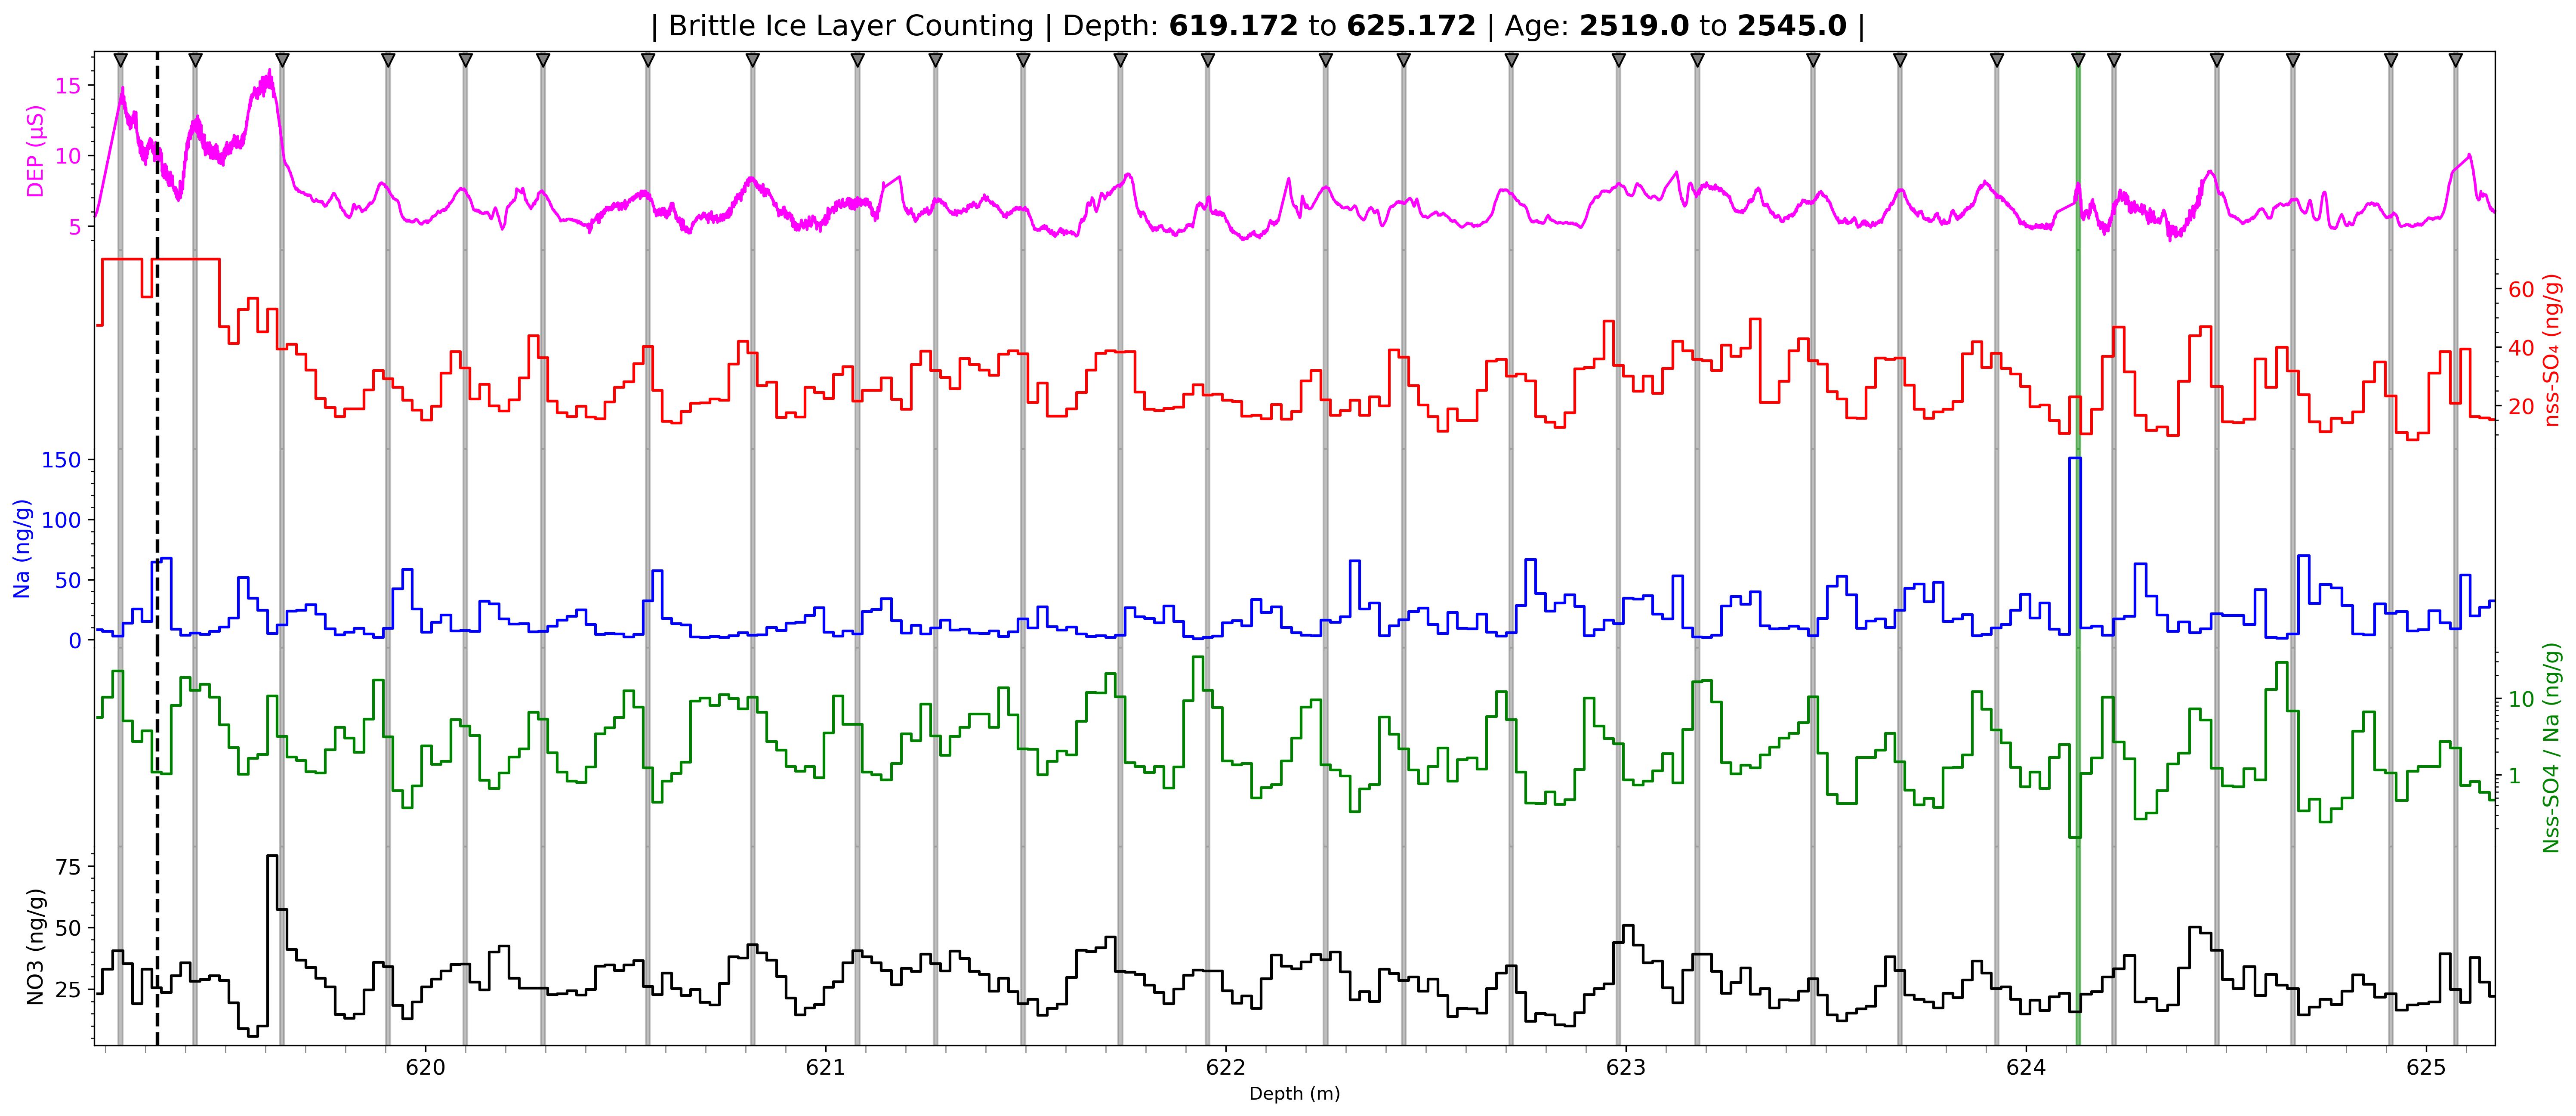 | Brittle Ice Layer Counting | Depth: 619.172 to 625.172 | Age: 2519.0 to 2545.0 |
DEP (μS)
15
10
5
nss-SO₄ (ng/g)
60
40
20
Na (ng/g)
150
100
50
0
Nss-SO4 / Na (ng/g)
10
1
NO3 (ng/g)
75
50
25
620 621 622 623 624 625
Depth (m)